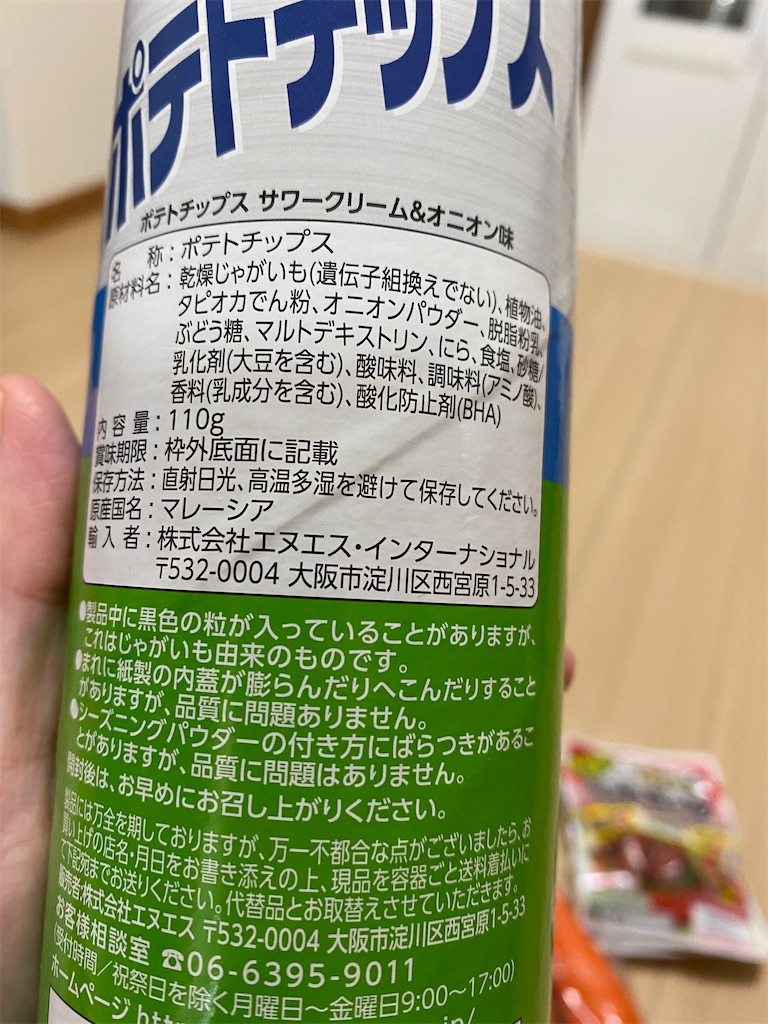 ポテトチップス
ポテトチップス サワークリーム&オニオン味
名 称:ポテトチップス
原材料名:乾燥じゃがいも(遺伝子組換えでない)、植物油、
タピオカでん粉、オニオンパウダー、脱脂粉乳、
ぶどう糖、マルトデキストリン、にら、食塩、砂糖/
乳化剤(大豆を含む)、酸味料、調味料(アミノ酸)、
香料(乳成分を含む)、酸化防止剤(BHA)
内 容 量:110g
賞味期限:枠外底面に記載
保存方法:直射日光、高温多湿を避けて保存してください。
原産国名:マレーシア
輸 入 者:株式会社エヌエス・インターナショナル
〒532-0004 大阪市淀川区西宮原1-5-33
●製品中に黒色の粒が入っていることがありますが、
これはじゃがいも由来のものです。
●まれに紙製の内蓋が膨らんだりへこんだりすること
がありますが、品質に問題ありません。
●シーズニングパウダーの付き方にばらつきがあるこ
とがありますが、品質に問題はありません。
開封後は、お早めにお召し上がりください。
製品には万全を期しておりますが、万一不都合な点がございましたら、お
買い上げの店名・月日をお書き添えの上、現品を容器ごと送料着払いに
て下記宛までお送りください。代替品とお取替えさせていただきます。
販売者:株式会社エヌエス 〒532-0004 大阪市淀川区西宮原1-5-33
お客様相談室 ☎06-6395-9011
(受付時間/祝祭日を除く月曜日〜金曜日9:00〜17:00)
ホームページ